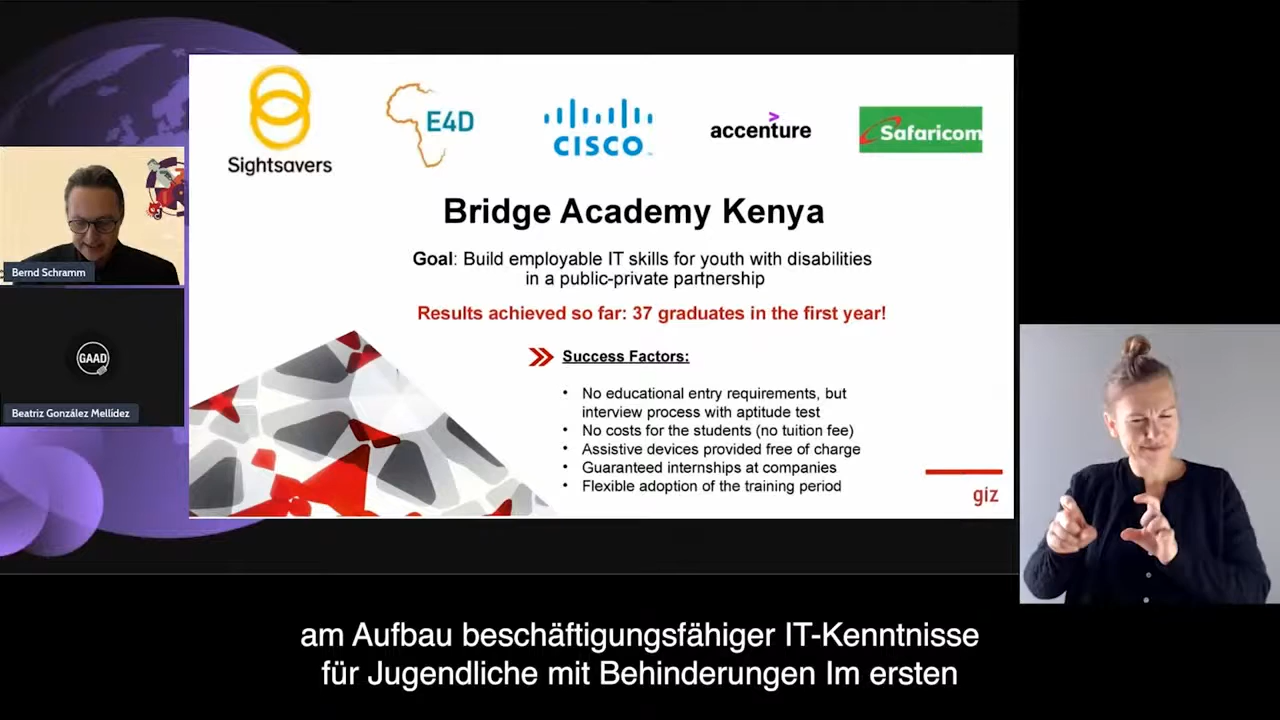 Sightsavers
E4D
CISCO
accenture
Safaricom
Bridge Academy Kenya
Goal: Build employable IT skills for youth with disabilities
in a public-private partnership
Results achieved so far: 37 graduates in the first year!
Success Factors:
• No educational entry requirements, but
interview process with aptitude test
• No costs for the students (no tuition fee)
• Assistive devices provided free of charge
• Guaranteed internships at companies
• Flexible adoption of the training period
giz
Bernd Schramm
GAAD
Beatriz González Mellídez
am Aufbau beschäftigungsfähiger IT-Kenntnisse
für Jugendliche mit Behinderungen Im ersten